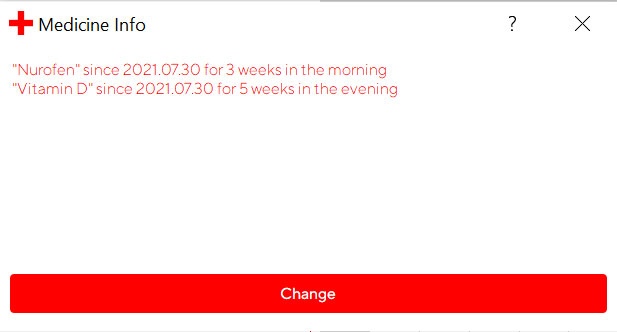 Medicine Info
?
"Nurofen" since 2021.07.30 for 3 weeks in the morning
"Vitamin D" since 2021.07.30 for 5 weeks in the evening
Change